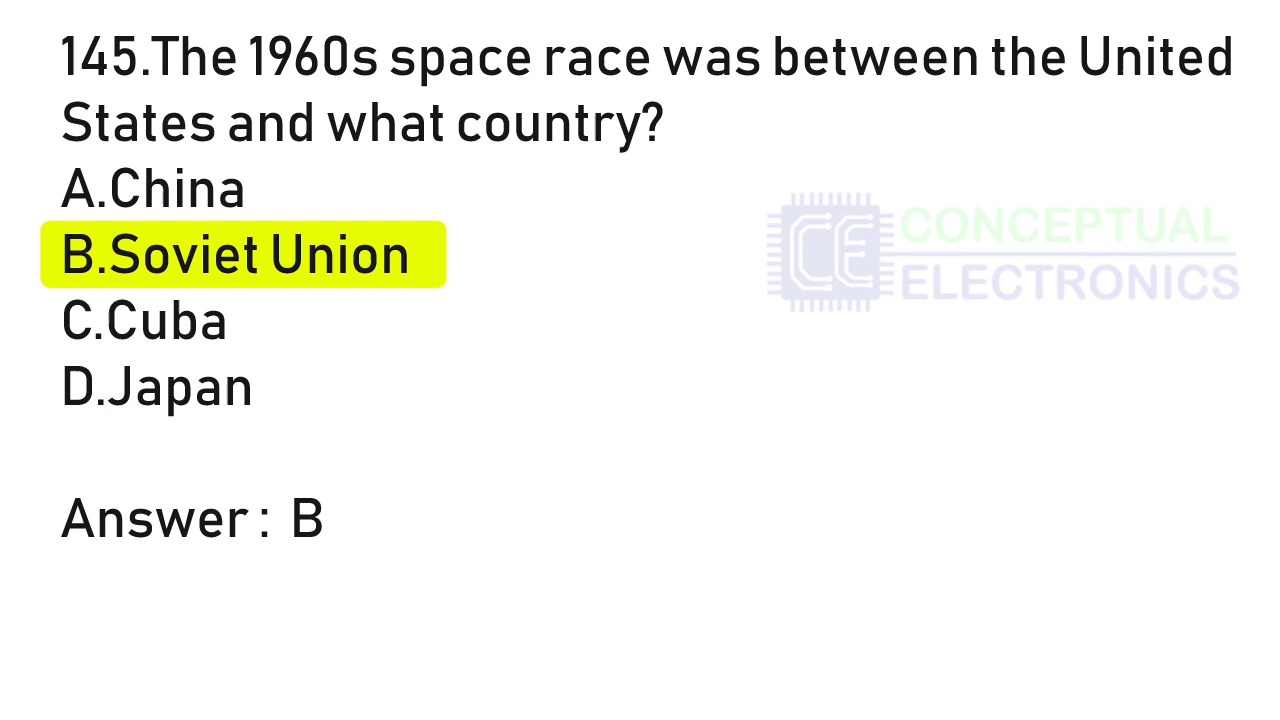 145.The 1960s space race was between the United
States and what country?
A.China
B.Soviet Union
C.Cuba
D.Japan
CE CONCEPTUAL
ELECTRONICS
Answer : B